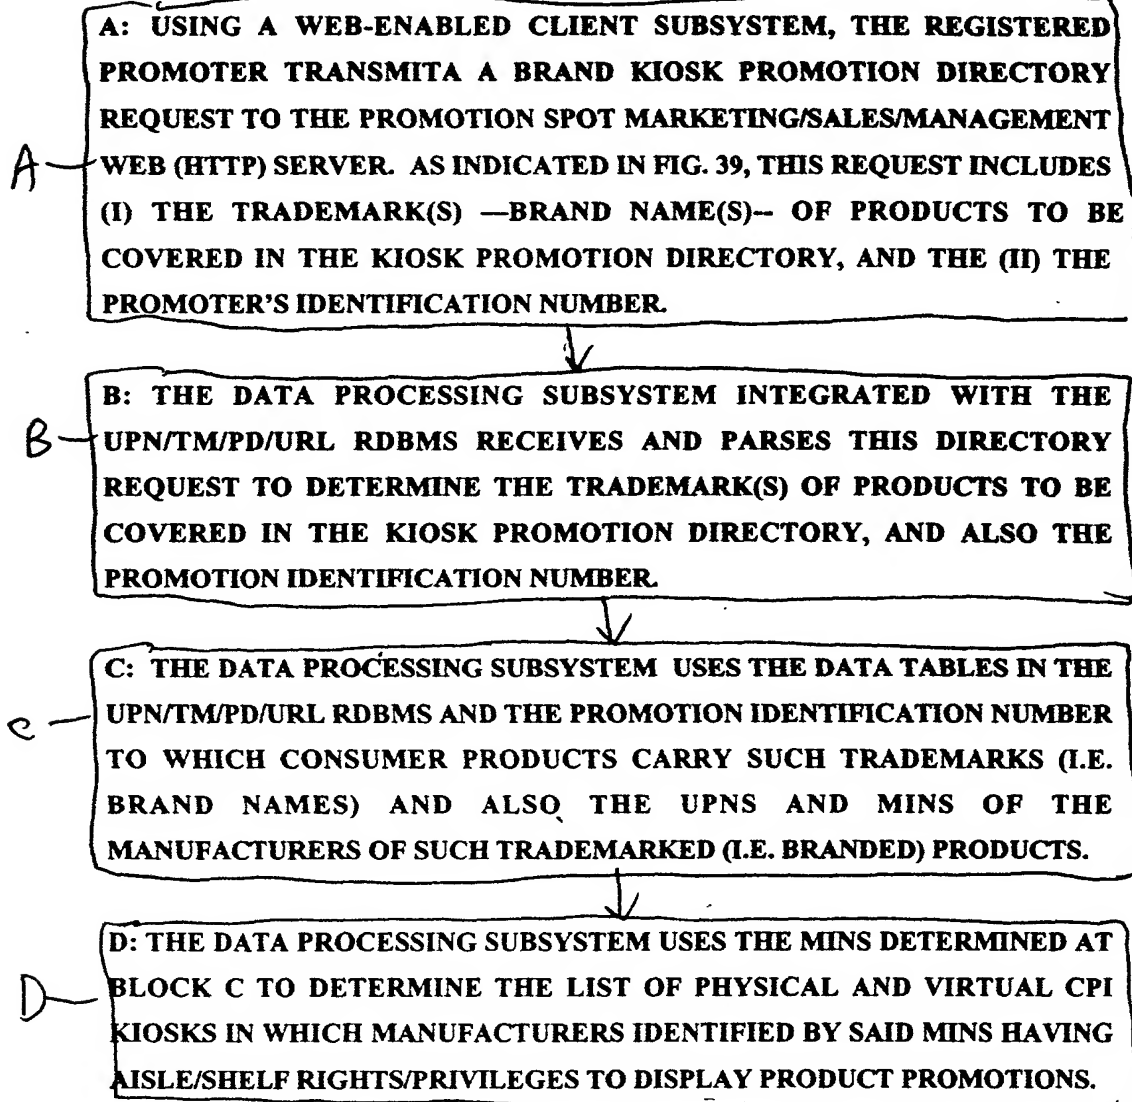 A: USING A WEB-ENABLED CLIENT SUBSYSTEM, THE REGISTERED
PROMOTER TRANSMITA A BRAND KIOSK PROMOTION DIRECTORY
REQUEST TO THE PROMOTION SPOT MARKETING/SALES/MANAGEMENT
A WEB (HTTP) SERVER. AS INDICATED IN FIG. 39, THIS REQUEST INCLUDES
(I) THE TRADEMARK(S) —BRAND NAME(S)-- OF PRODUCTS TO BE
COVERED IN THE KIOSK PROMOTION DIRECTORY, AND THE (II) THE
PROMOTER'S IDENTIFICATION NUMBER.
B: THE DATA PROCESSING SUBSYSTEM INTEGRATED WITH THE
B UPN/TM/PD/URL RDBMS RECEIVES AND PARSES THIS DIRECTORY
REQUEST TO DETERMINE THE TRADEMARK(S) OF PRODUCTS TO BE
COVERED IN THE KIOSK PROMOTION DIRECTORY, AND ALSO THE
PROMOTION IDENTIFICATION NUMBER.
C: THE DATA PROCESSING SUBSYSTEM USES THE DATA TABLES IN THE
C UPN/TM/PD/URL RDBMS AND THE PROMOTION IDENTIFICATION NUMBER
TO WHICH CONSUMER PRODUCTS CARRY SUCH TRADEMARKS (I.E.
BRAND NAMES) AND ALSO THE UPNS AND MINS OF THE
MANUFACTURERS OF SUCH TRADEMARKED (I.E. BRANDED) PRODUCTS.
D: THE DATA PROCESSING SUBSYSTEM USES THE MINS DETERMINED AT
D BLOCK C TO DETERMINE THE LIST OF PHYSICAL AND VIRTUAL CPI
KIOSKS IN WHICH MANUFACTURERS IDENTIFIED BY SAID MINS HAVING
AISLE/SHELF RIGHTS/PRIVILEGES TO DISPLAY PRODUCT PROMOTIONS.